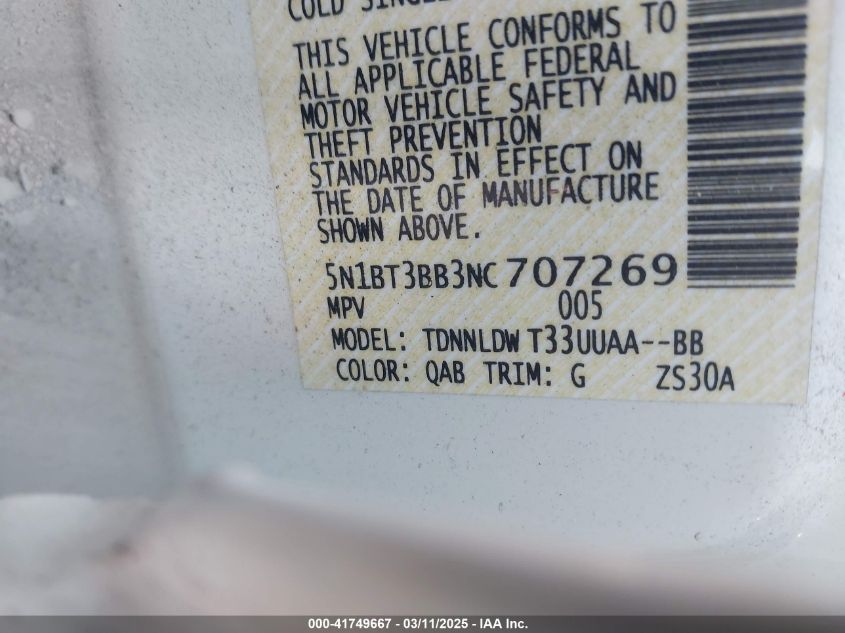 COLD SINGLE
THIS VEHICLE CONFORMS TO
ALL APPLICABLE FEDERAL
MOTOR VEHICLE SAFETY AND
THEFT PREVENTION
STANDARDS IN EFFECT ON
THE DATE OF MANUFACTURE
SHOWN ABOVE.
5N1BT3BB3NC707269
MPV 005
MODEL: TDNNLDW T33UUAA--BB
COLOR: QAB TRIM: G ZS30A
000-41749667 - 03/11/2025 - IAA Inc.